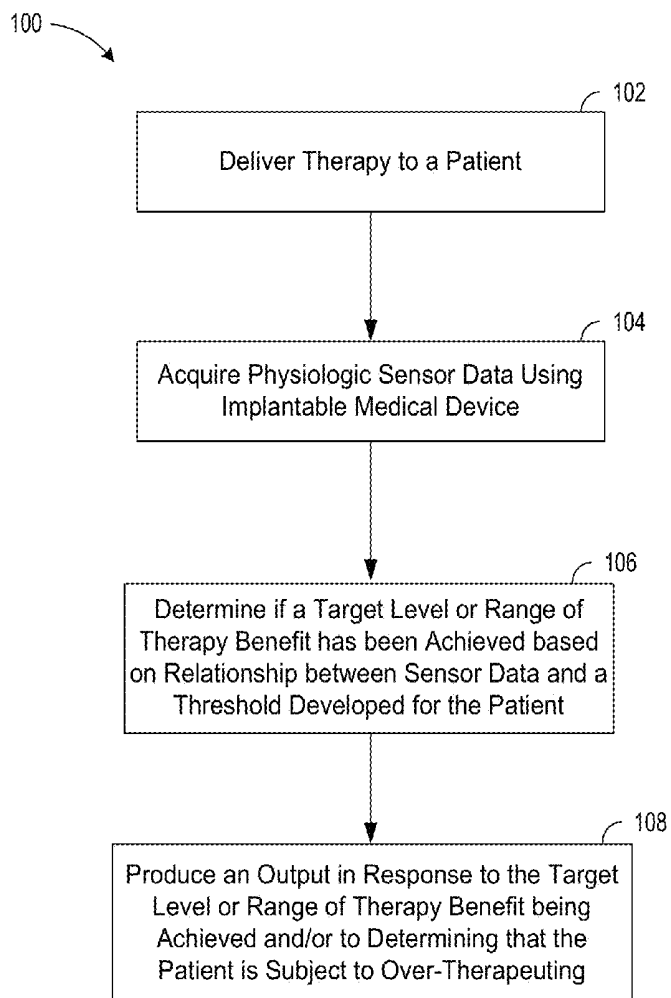 100
102
Deliver Therapy to a Patient
104
Acquire Physiologic Sensor Data Using
Implantable Medical Device
106
Determine if a Target Level or Range of
Therapy Benefit has been Achieved based
on Relationship between Sensor Data and a
Threshold Developed for the Patient
108
Produce an Output in Response to the Target
Level or Range of Therapy Benefit being
Achieved and/or to Determining that the
Patient is Subject to Over-Therapeuting